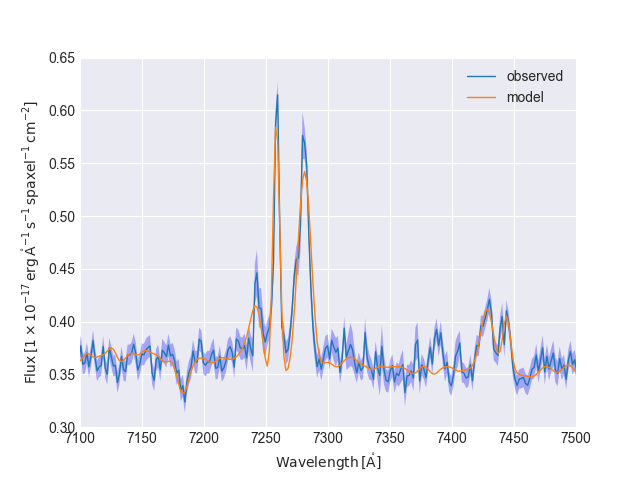 0.65
0.60
0.55
0.50
0.45
0.40
0.35
0.30
7100 7150 7200 7250 7300 7350 7400 7450 7500
Wavelength [Å]
Flux [1 × 10⁻¹⁷ erg Å⁻¹ s⁻¹ spaxel⁻¹ cm⁻²]
observed
model